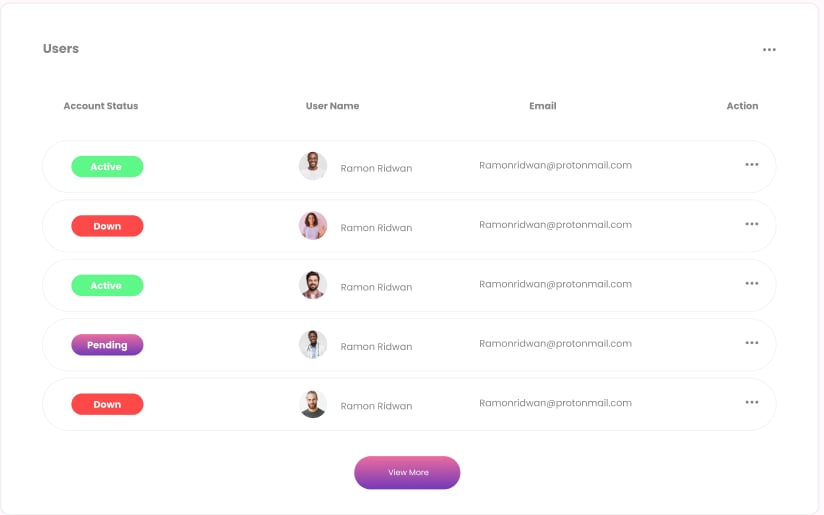 Users
Account Status User Name Email Action
Active Ramon Ridwan Ramonridwan@protonmail.com
Down Ramon Ridwan Ramonridwan@protonmail.com
Active Ramon Ridwan Ramonridwan@protonmail.com
Pending Ramon Ridwan Ramonridwan@protonmail.com
Down Ramon Ridwan Ramonridwan@protonmail.com
View More